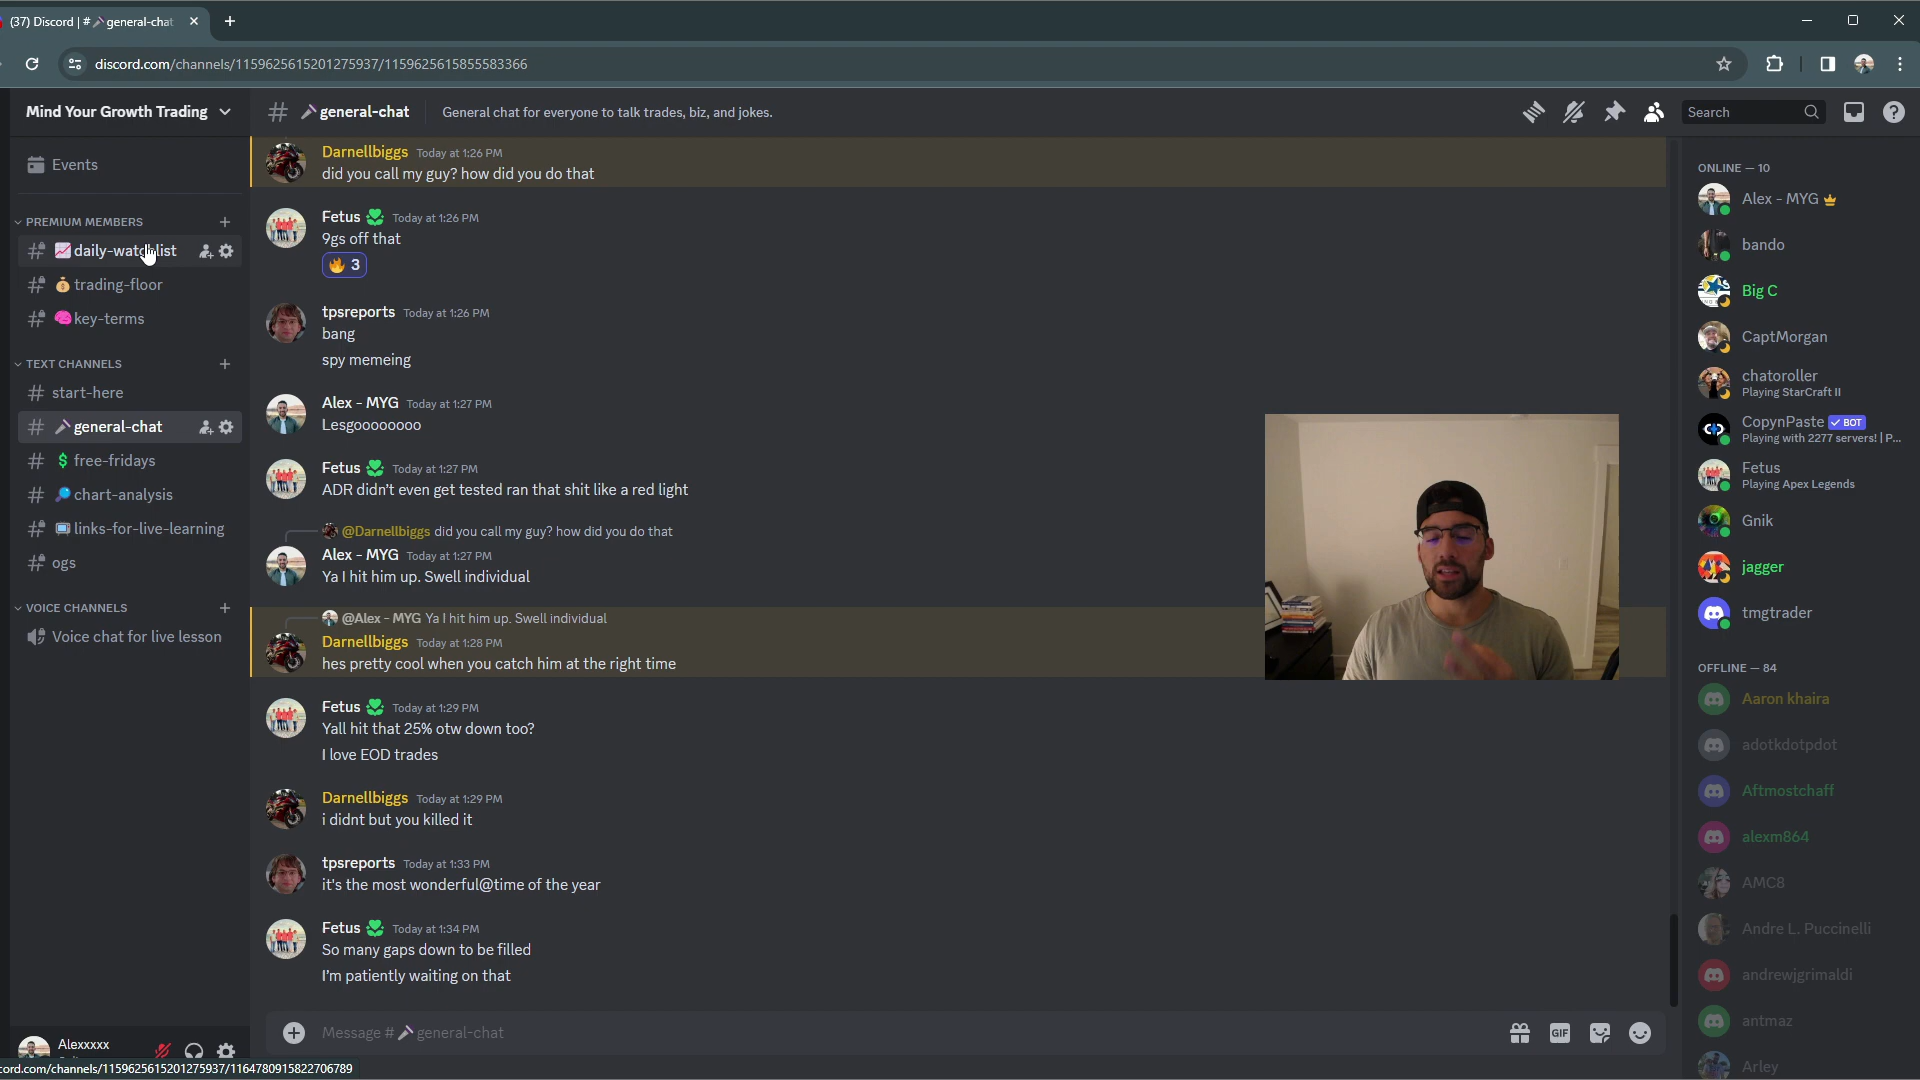 (37) Discord | # general-chat
discord.com/channels/1159625615201275937/1159625615855583366
Mind Your Growth Trading
general-chat
General chat for everyone to talk trades, biz, and jokes.
Search
Events
PREMIUM MEMBERS
daily-watchlist
trading-floor
key-terms
TEXT CHANNELS
start-here
general-chat
free-fridays
chart-analysis
links-for-live-learning
ogs
VOICE CHANNELS
Voice chat for live lesson
Alexxxxx
cord.com/channels/1159625615201275937/1164780915822706789
Darnellbiggs Today at 1:26 PM
did you call my guy? how did you do that
Fetus Today at 1:26 PM
9gs off that
3
tpsreports Today at 1:26 PM
bang
spy memeing
Alex - MYG Today at 1:27 PM
Lesgoooooooo
Fetus Today at 1:27 PM
ADR didn't even get tested ran that shit like a red light
@Darnellbiggs did you call my guy? how did you do that
Alex - MYG Today at 1:27 PM
Ya I hit him up. Swell individual
@Alex - MYG Ya I hit him up. Swell individual
Darnellbiggs Today at 1:28 PM
hes pretty cool when you catch him at the right time
Fetus Today at 1:29 PM
Yall hit that 25% otw down too?
I love EOD trades
Darnellbiggs Today at 1:29 PM
i didnt but you killed it
tpsreports Today at 1:33 PM
it's the most wonderful@time of the year
Fetus Today at 1:34 PM
So many gaps down to be filled
I'm patiently waiting on that
Message # general-chat
GIF
ONLINE — 10
Alex - MYG
bando
Big C
CaptMorgan
chatoroller
Playing StarCraft II
CopynPaste BOT
Playing with 2277 servers! | P...
Fetus
Playing Apex Legends
Gnik
jagger
tmgtrader
OFFLINE — 84
Aaron khaira
adotkdotpdot
Aftmostchaff
alexm864
AMC8
Andre L. Puccinelli
andrewjgrimaldi
antmaz
Arley